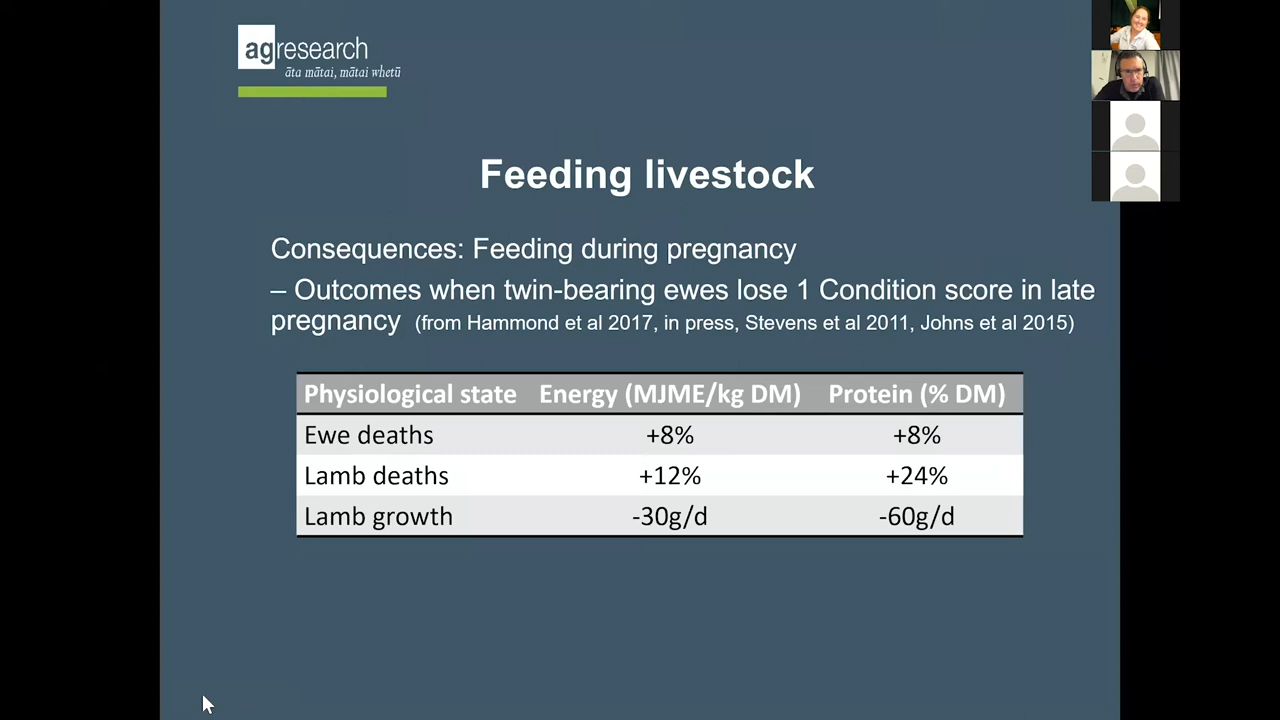 agresearch
āta mātai, mātai whetū
Feeding livestock
Consequences: Feeding during pregnancy
– Outcomes when twin-bearing ewes lose 1 Condition score in late
pregnancy (from Hammond et al 2017, in press, Stevens et al 2011, Johns et al 2015)
Physiological state Energy (MJME/kg DM) Protein (% DM)
Ewe deaths +8% +8%
Lamb deaths +12% +24%
Lamb growth -30g/d -60g/d